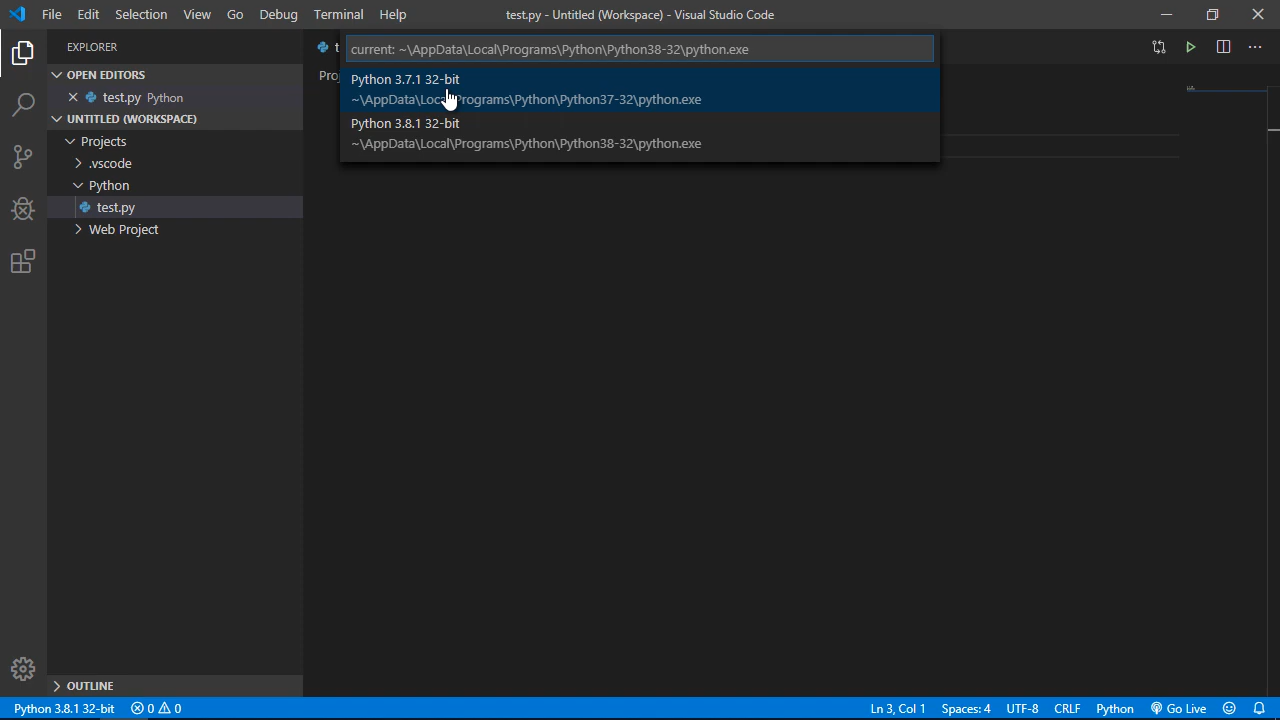 File Edit Selection View Go Debug Terminal Help
test.py - Untitled (Workspace) - Visual Studio Code
EXPLORER
OPEN EDITORS
test.py Python
UNTITLED (WORKSPACE)
Projects
.vscode
Python
test.py
Web Project
OUTLINE
current: ~\AppData\Local\Programs\Python\Python38-32\python.exe
Python 3.7.1 32-bit
~\AppData\Local\Programs\Python\Python37-32\python.exe
Python 3.8.1 32-bit
~\AppData\Local\Programs\Python\Python38-32\python.exe
Python 3.8.1 32-bit 0 0
Ln 3, Col 1 Spaces: 4 UTF-8 CRLF Python Go Live